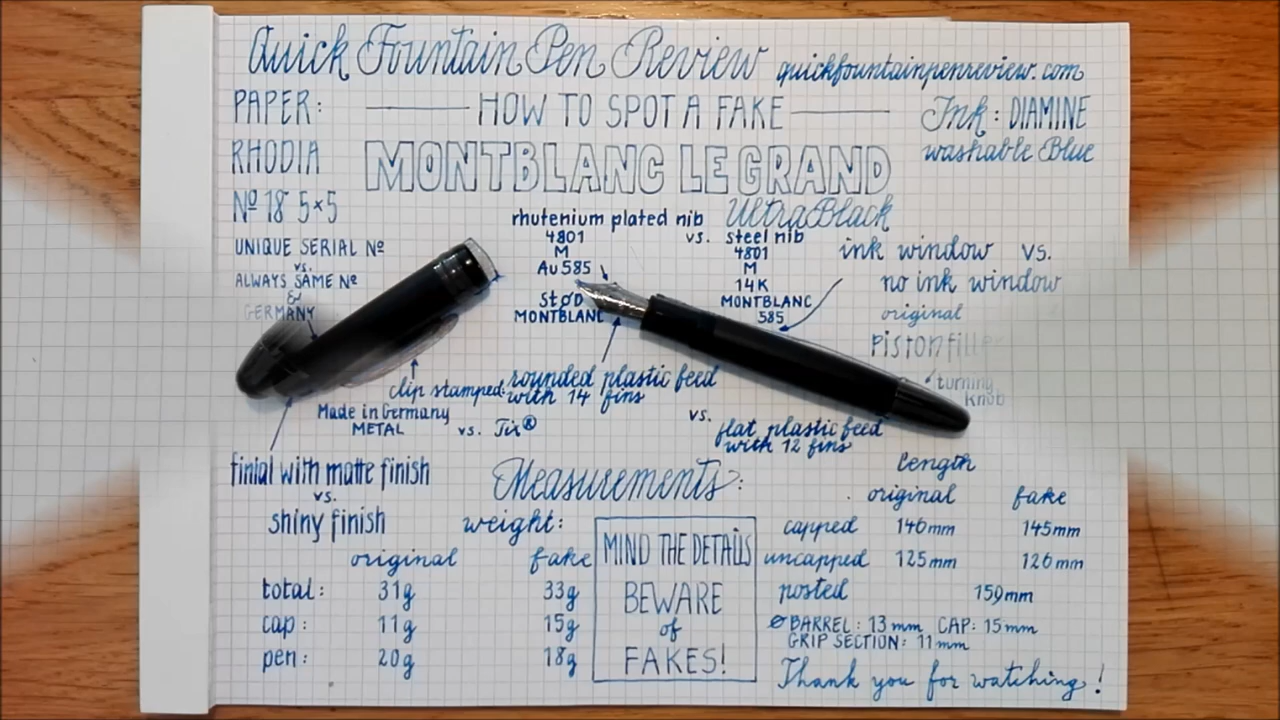 Quick Fountain Pen Review quickfountainpenreview.com
PAPER:
RHODIA
Nº 18 5×5
HOW TO SPOT A FAKE
MONTBLANC LE GRAND
UltraBlack
Ink: DIAMINE
washable Blue
UNIQUE SERIAL Nº
vs.
ALWAYS SAME Nº
&
GERMANY
rhutenium plated nib
4801
M
Au585
StOD
MONTBLANC
vs.
steel nib
4801
M
14K
MONTBLANC
585
ink window vs.
no ink window
original
Pistonfille
turning
knob
clip stamped:
Made in Germany
METAL
vs. Tix®
rounded plastic feed
with 14 fins
vs.
flat plastic feed
with 12 fins
finial with matte finish
vs.
shiny finish
Measurements:
weight:
original fake
total: 31g 33g
cap: 11g 15g
pen: 20g 18g
MIND THE DETAILS
BEWARE
of
FAKES!
length
original fake
capped 146mm 145mm
uncapped 125mm 126mm
posted 159mm
Ø BARREL: 13mm CAP: 15mm
GRIP SECTION: 11mm
Thank you for watching!